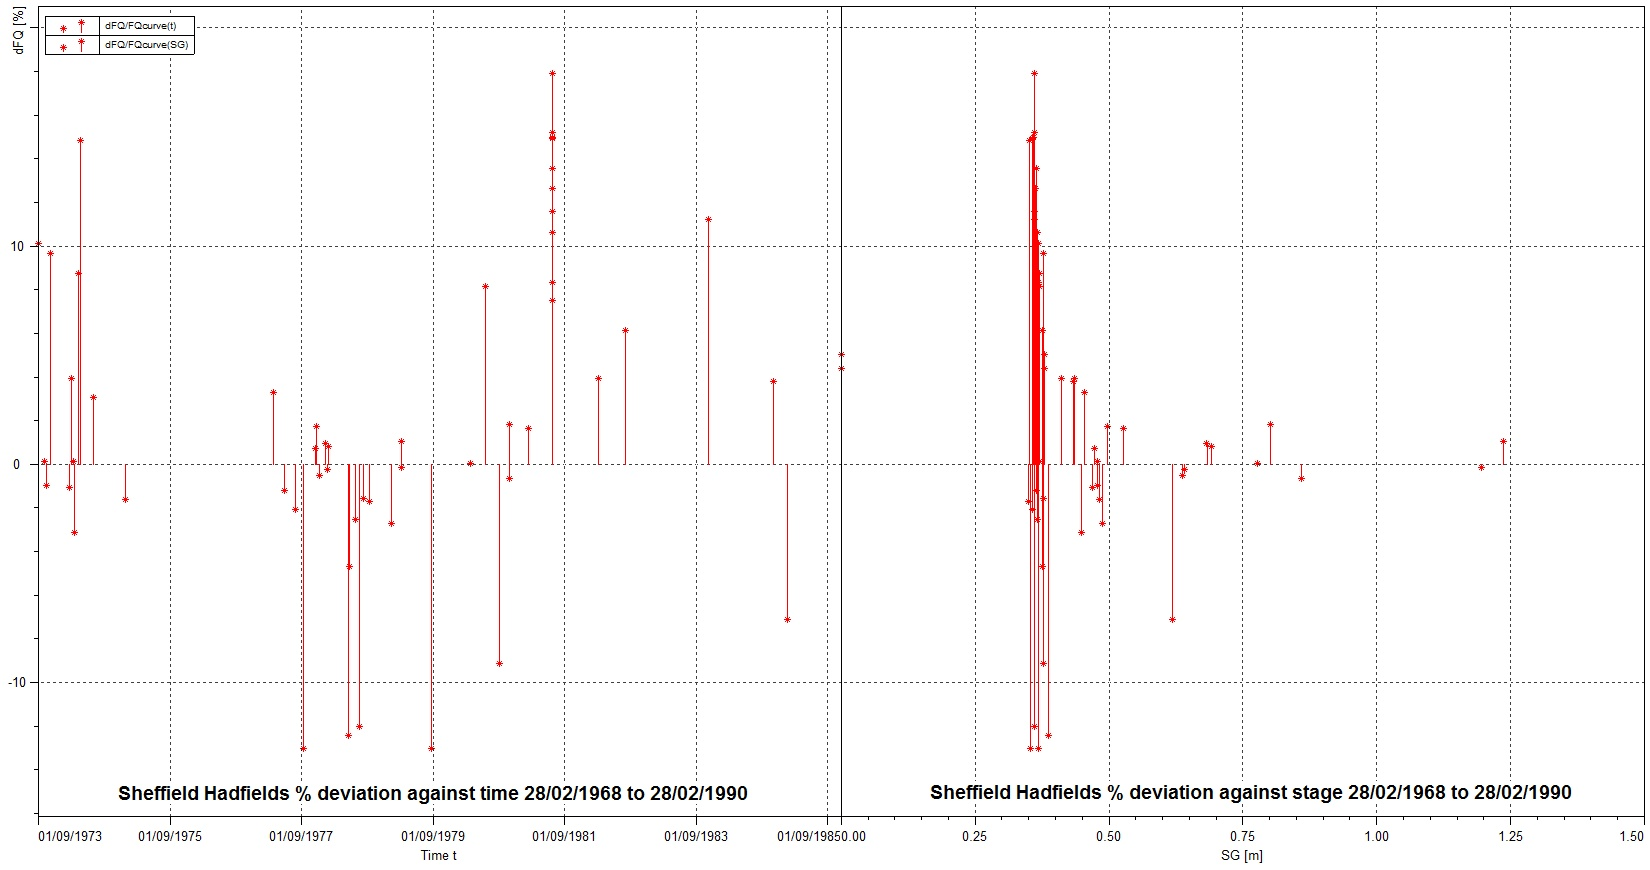 dFQ [%]
dFQ/FQcurve(t)
dFQ/FQcurve(SG)
10
0
-10
Sheffield Hadfields % deviation against time 28/02/1968 to 28/02/1990
Sheffield Hadfields % deviation against stage 28/02/1968 to 28/02/1990
01/09/1973 01/09/1975 01/09/1977 01/09/1979 01/09/1981 01/09/1983 01/09/1985 0.00 0.25 0.50 0.75 1.00 1.25 1.50
Time t
SG [m]